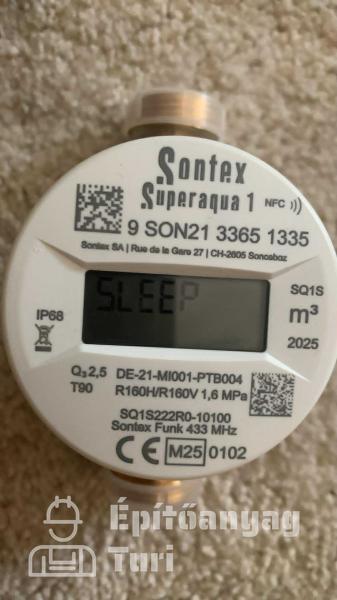 Sontex
Superaqua 1 NFC
9 SON21 3365 1335
Sontex SA | Rue de la Gare 27 | CH-2605 Sonceboz
SLEEP
SQ1S
IP68
m³
2025
Q₃ 2,5 DE-21-MI001-PTB004
T90 R160H/R160V 1,6 MPa
SQ1S222R0-10100
Sontex Funk 433 MHz
CE M25 0102
Építőanyag
Turi